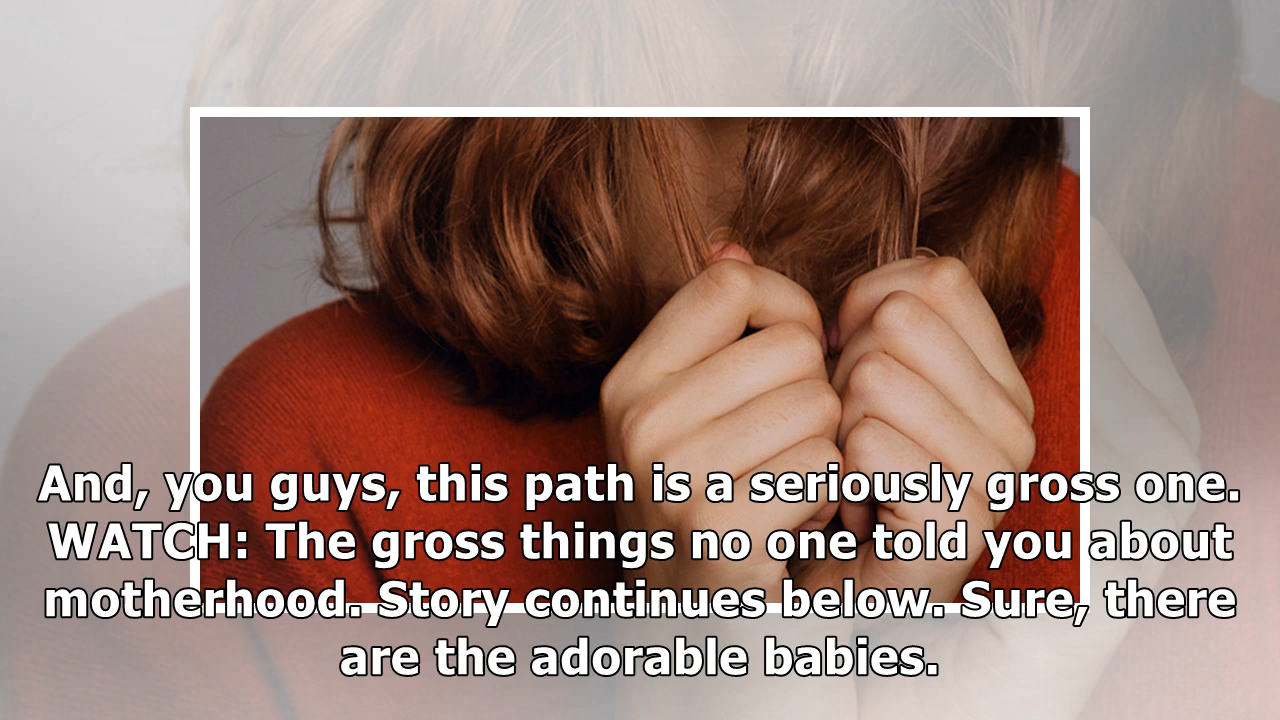 And, you guys, this path is a seriously gross one.
WATCH: The gross things no one told you about
motherhood. Story continues below. Sure, there
are the adorable babies.